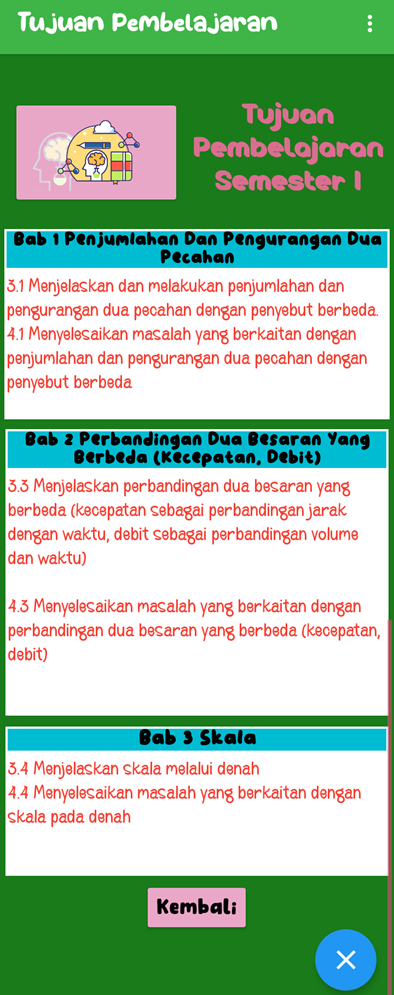 Tujuan Pembelajaran
Tujuan
Pembelajaran
Semester 1
Bab 1 Penjumlahan Dan Pengurangan Dua
Pecahan
3.1 Menjelaskan dan melakukan penjumlahan dan
pengurangan dua pecahan dengan penyebut berbeda.
4.1 Menyelesaikan masalah yang berkaitan dengan
penjumlahan dan pengurangan dua pecahan dengan
penyebut berbeda
Bab 2 Perbandingan Dua Besaran Yang
Berbeda (Kecepatan, Debit)
3.3 Menjelaskan perbandingan dua besaran yang
berbeda (kecepatan sebagai perbandingan jarak
dengan waktu, debit sebagai perbandingan volume
dan waktu)
4.3 Menyelesaikan masalah yang berkaitan dengan
perbandingan dua besaran yang berbeda (kecepatan,
debit)
Bab 3 Skala
3.4 Menjelaskan skala melalui denah
4.4 Menyelesaikan masalah yang berkaitan dengan
skala pada denah
Kembali